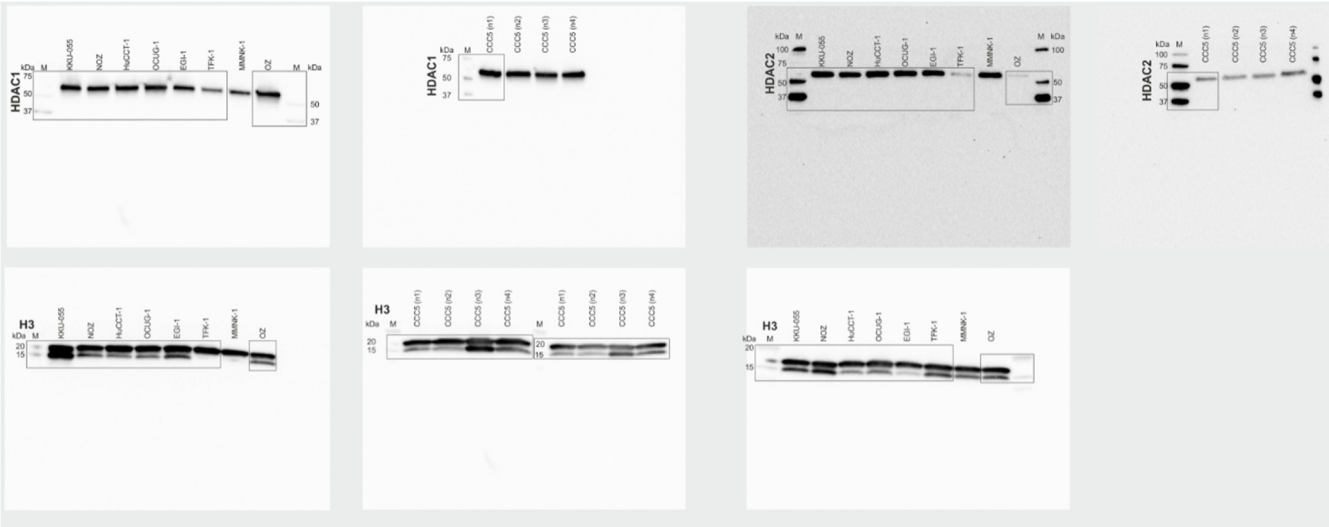 HDAC1
kDa M KKU-055 NOZ HuCCT-1 OCUG-1 EGI-1 TFK-1 MMNK-1 OZ M kDa
75
50
37
50
37
HDAC1
kDa M CCC5 (n1) CCC5 (n2) CCC5 (n3) CCC5 (n4)
75
50
37
HDAC2
kDa M KKU-055 NOZ HuCCT-1 OCUG-1 EGI-1 TFK-1 MMNK-1 OZ M kDa
100
75
50
37
100
50
37
HDAC2
kDa M CCC5 (n1) CCC5 (n2) CCC5 (n3) CCC5 (n4)
100
75
50
37
H3
kDa M KKU-055 NOZ HuCCT-1 OCUG-1 EGI-1 TFK-1 MMNK-1 OZ
20
15
H3
kDa M CCC5 (n1) CCC5 (n2) CCC5 (n3) CCC5 (n4) M CCC5 (n1) CCC5 (n2) CCC5 (n3) CCC5 (n4)
20
15
20
15
H3
kDa M KKU-055 NOZ HuCCT-1 OCUG-1 EGI-1 TFK-1 MMNK-1 OZ
20
15